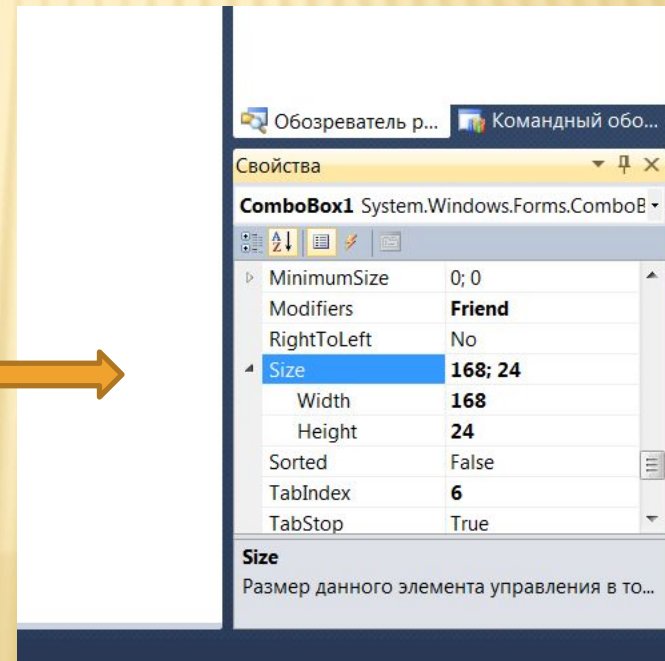 Обозреватель р... Командный обо...
Свойства
ComboBox1 System.Windows.Forms.ComboB
MinimumSize 0; 0
Modifiers Friend
RightToLeft No
Size 168; 24
Width 168
Height 24
Sorted False
TabIndex 6
TabStop True
Size
Размер данного элемента управления в то...